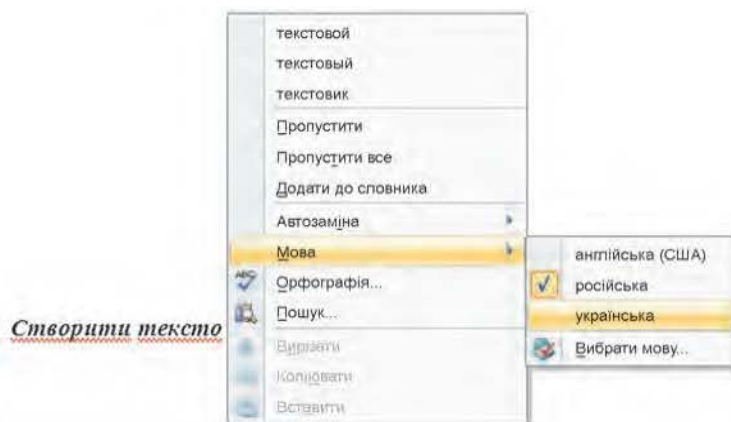 текстовой
текстовый
текстовик
Пропустити
Пропустити все
Додати до словника
Автозаміна
Мова
англійська (США)
Орфографія...
російська
Пошук...
українська
Створити тексто
Вирізати
Вибрати мову...
Копіювати
Вставити